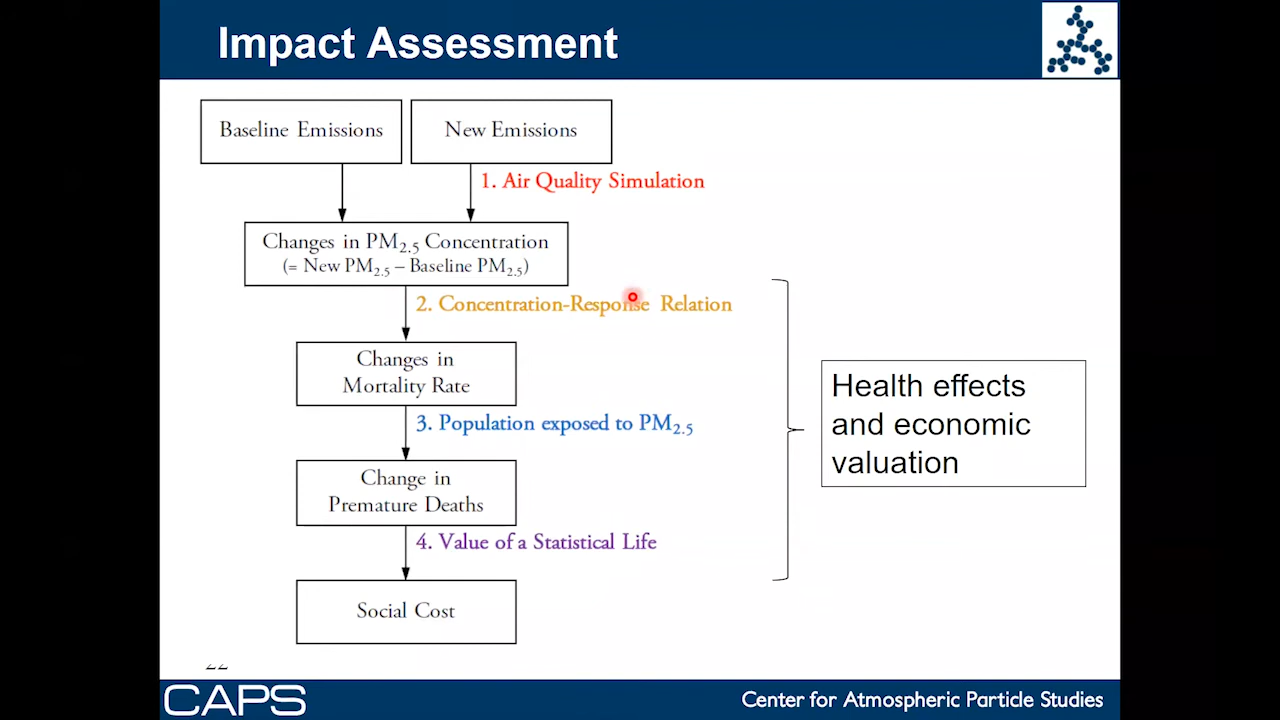 Impact Assessment
Baseline Emissions
New Emissions
1. Air Quality Simulation
Changes in PM2.5 Concentration
(= New PM2.5 – Baseline PM2.5)
2. Concentration-Response Relation
Changes in
Mortality Rate
3. Population exposed to PM2.5
Change in
Premature Deaths
4. Value of a Statistical Life
Social Cost
Health effects
and economic
valuation
CAPS
Center for Atmospheric Particle Studies